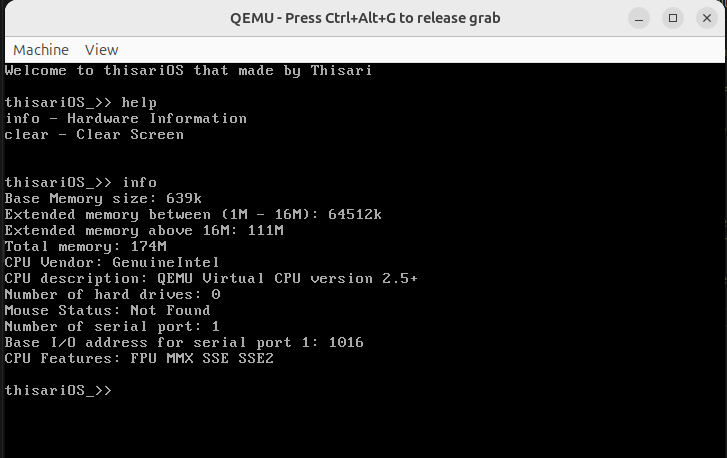 QEMU - Press Ctrl+Alt+G to release grab
Machine View
Welcome to thisariOS that made by Thisari
thisariOS_>> help
info - Hardware Information
clear - Clear Screen
thisariOS_>> info
Base Memory size: 639k
Extended memory between (1M - 16M): 64512k
Extended memory above 16M: 111M
Total memory: 174M
CPU Vendor: GenuineIntel
CPU description: QEMU Virtual CPU version 2.5+
Number of hard drives: 0
Mouse Status: Not Found
Number of serial port: 1
Base I/O address for serial port 1: 1016
CPU Features: FPU MMX SSE SSE2
thisariOS_>>